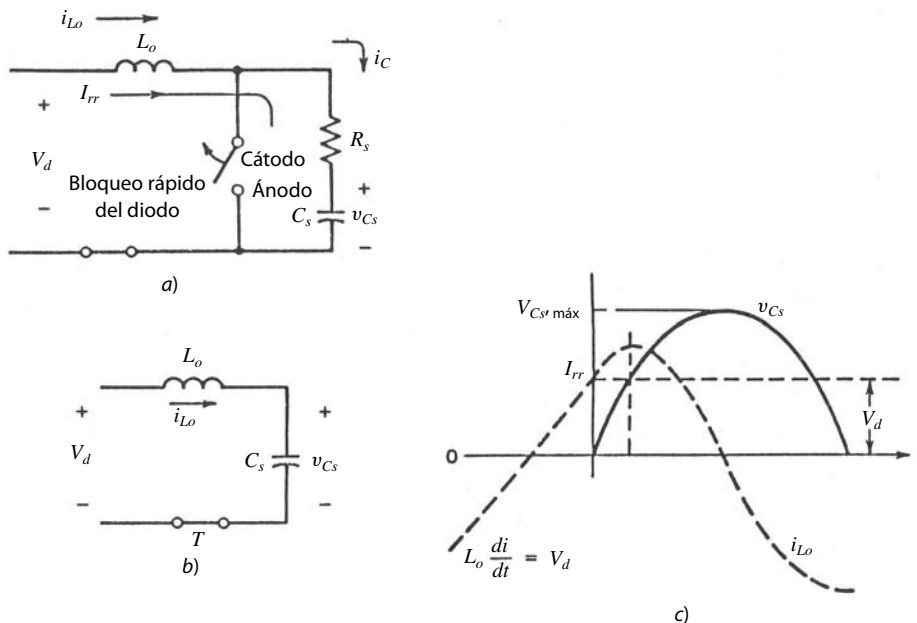 i_Lo
L_o
i_C
+
I_rr
R_s
V_d
Cátodo
Bloqueo rápido
del diodo
Ánodo
+
–
C_s
v_Cs
–
a)
L_o
i_Lo
+
+
V_d
C_s
v_Cs
–
–
T
b)
V_Cs, máx
v_Cs
I_rr
V_d
0
L_o di/dt = V_d
i_Lo
c)